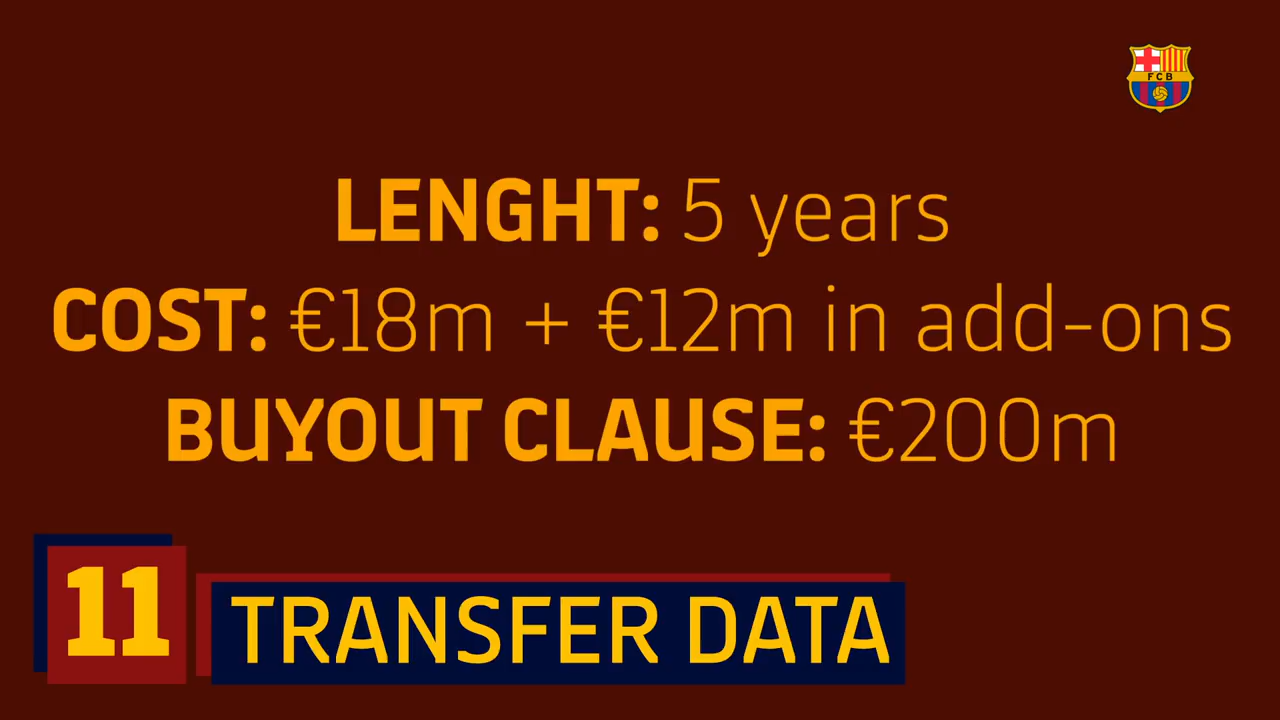 FCB
LENGHT: 5 years
COST: €18m + €12m in add-ons
BUYOUT CLAUSE: €200m
11
TRANSFER DATA